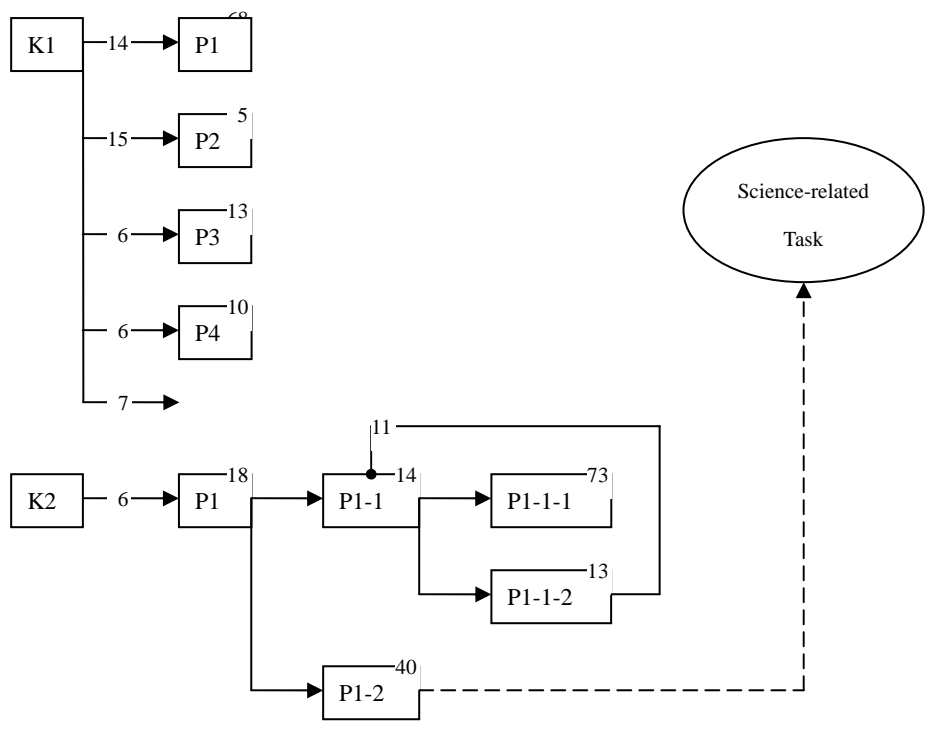 68
K1 14 P1
5
15 P2
13
6 P3
10
6 P4
7
11
18 14 73
K2 6 P1 P1-1 P1-1-1
13
P1-1-2
40
P1-2
Science-related
Task